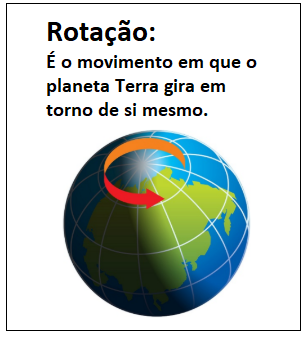 Rotação:
É o movimento em que o
planeta Terra gira em
torno de si mesmo.